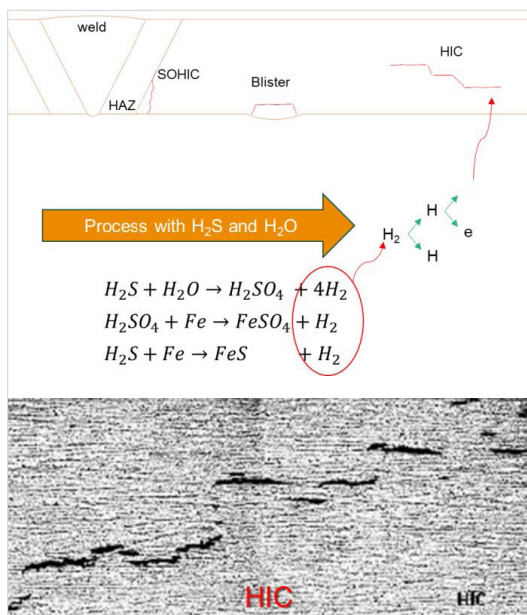 weld
HIC
SOHIC
Blister
HAZ
H
Process with H₂S and H₂O
H₂
e
H
H₂S + H₂O → H₂SO₄ + 4H₂
H₂SO₄ + Fe → FeSO₄ + H₂
H₂S + Fe → FeS + H₂
HIC
HIC